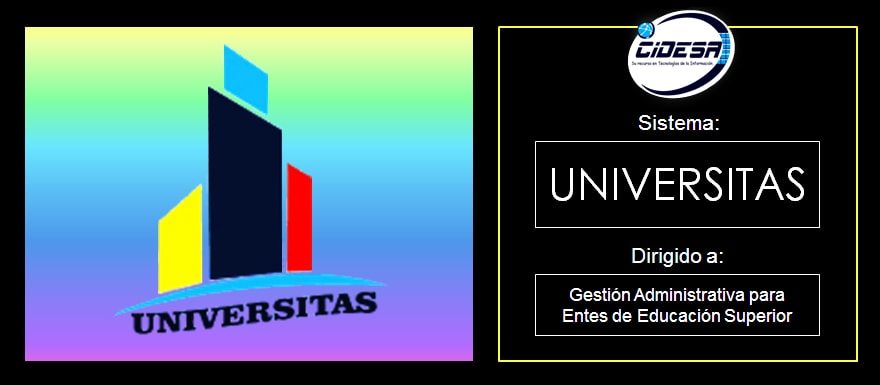 UNIVERSITAS
CIDESA
Su recurso en Tecnologías de la Información
Sistema:
UNIVERSITAS
Dirigido a:
Gestión Administrativa para
Entes de Educación Superior